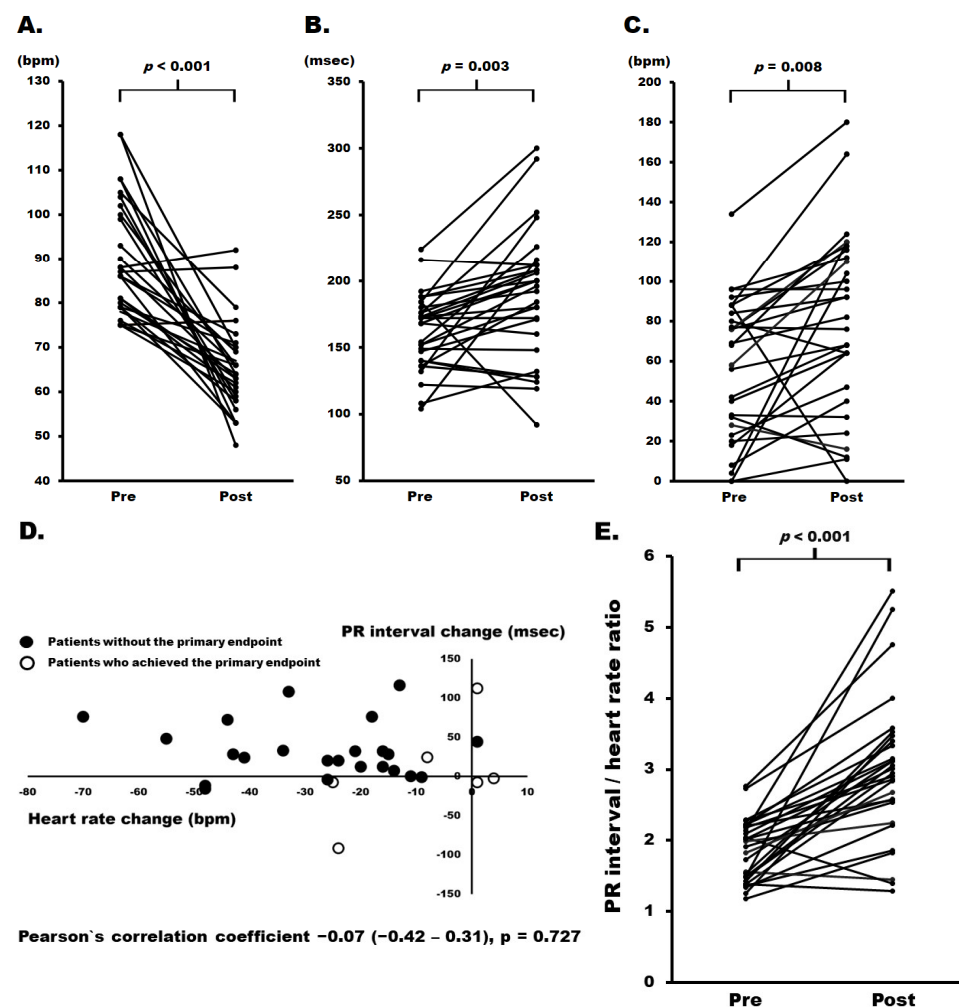 A.
(bpm)
p < 0.001
130
120
110
100
90
80
70
60
50
40
Pre Post
B.
(msec)
p = 0.003
350
300
250
200
150
100
50
Pre Post
C.
(bpm)
p = 0.008
200
180
160
140
120
100
80
60
40
20
0
Pre Post
D.
Patients without the primary endpoint
Patients who achieved the primary endpoint
PR interval change (msec)
150
100
50
0
-50
-100
-150
-80 -70 -60 -50 -40 -30 -20 -10 0 10
Heart rate change (bpm)
Pearson`s correlation coefficient −0.07 (−0.42 – 0.31), p = 0.727
E.
p < 0.001
PR interval / heart rate ratio
6
5
4
3
2
1
0
Pre Post